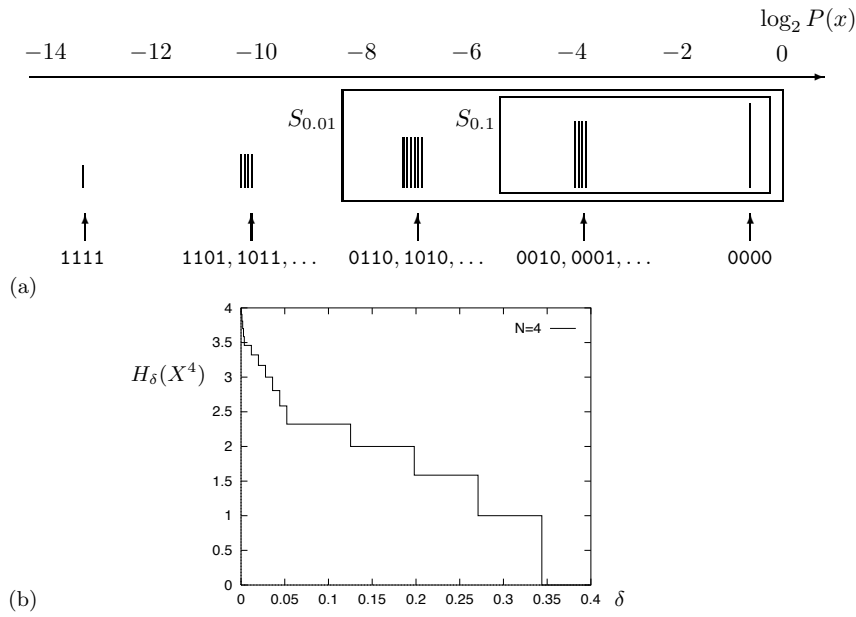 log₂ P(x)
−14 −12 −10 −8 −6 −4 −2 0
S₀.₀₁ S₀.₁
1111 1101, 1011, ... 0110, 1010, ... 0010, 0001, ... 0000
(a)
4
N=4
3.5
H_δ(X⁴)
3
2.5
2
1.5
1
0.5
0
(b)
0 0.05 0.1 0.15 0.2 0.25 0.3 0.35 0.4 δ